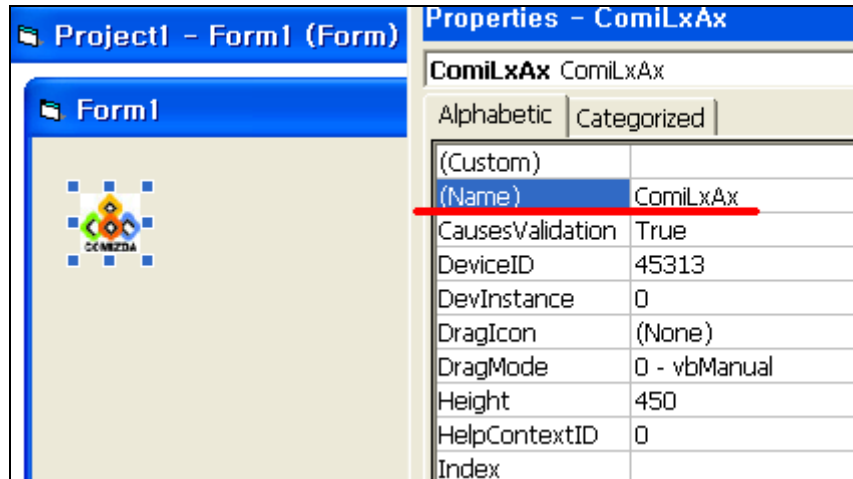 Project1 - Form1 (Form)
Form1
COMIZOA
Properties - ComiLxAx
ComiLxAx ComiLxAx
Alphabetic Categorized
(Custom)
(Name) ComiLxAx
CausesValidation True
DeviceID 45313
DevInstance 0
DragIcon (None)
DragMode 0 - vbManual
Height 450
HelpContextID 0
Index